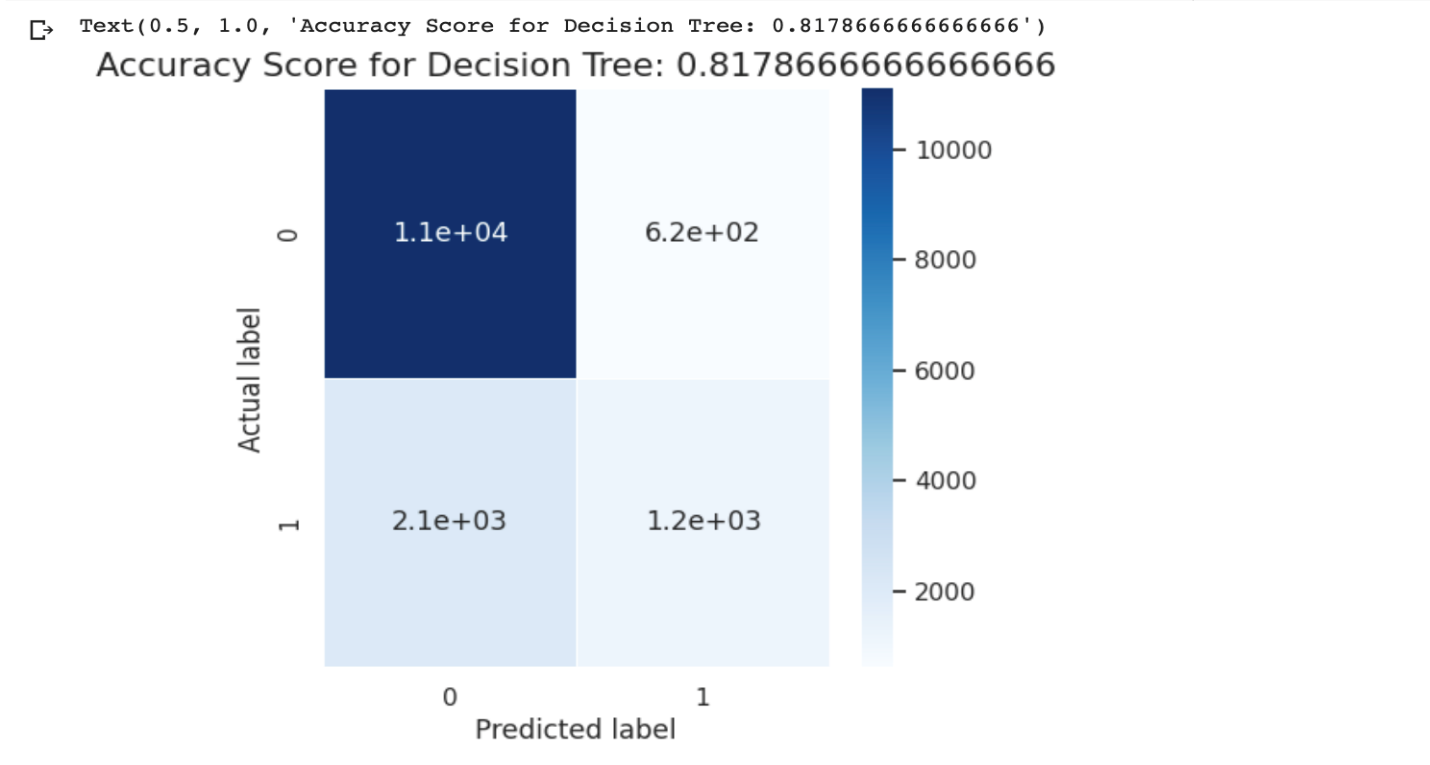 Text(0.5, 1.0, 'Accuracy Score for Decision Tree: 0.8178666666666666')
Accuracy Score for Decision Tree: 0.8178666666666666
10000
0
1.1e+04
6.2e+02
8000
Actual label
6000
4000
1
2.1e+03
1.2e+03
2000
0
1
Predicted label